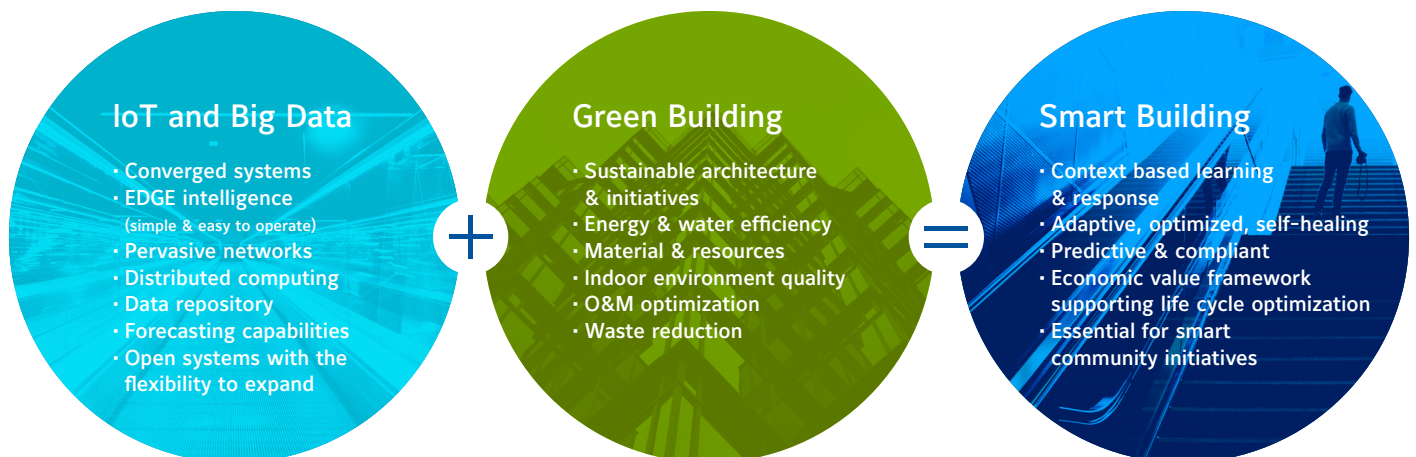 IoT and Big Data
· Converged systems
· EDGE intelligence
(simple & easy to operate)
· Pervasive networks
· Distributed computing
· Data repository
· Forecasting capabilities
· Open systems with the
flexibility to expand
+
Green Building
· Sustainable architecture
& initiatives
· Energy & water efficiency
· Material & resources
· Indoor environment quality
· O&M optimization
· Waste reduction
=
Smart Building
· Context based learning
& response
· Adaptive, optimized, self-healing
· Predictive & compliant
· Economic value framework
supporting life cycle optimization
· Essential for smart
community initiatives